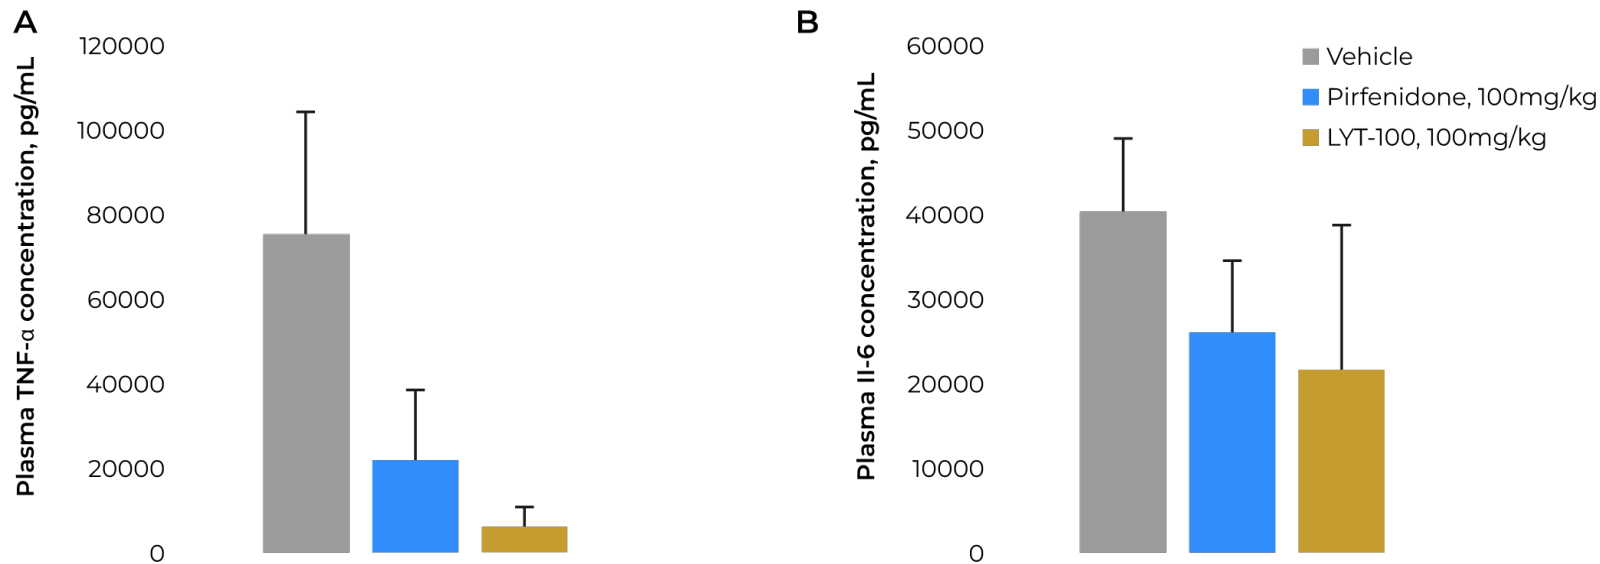 A
Plasma TNF-α concentration, pg/mL
120000
100000
80000
60000
40000
20000
0
B
Plasma II-6 concentration, pg/mL
60000
50000
40000
30000
20000
10000
0
Vehicle
Pirfenidone, 100mg/kg
LYT-100, 100mg/kg